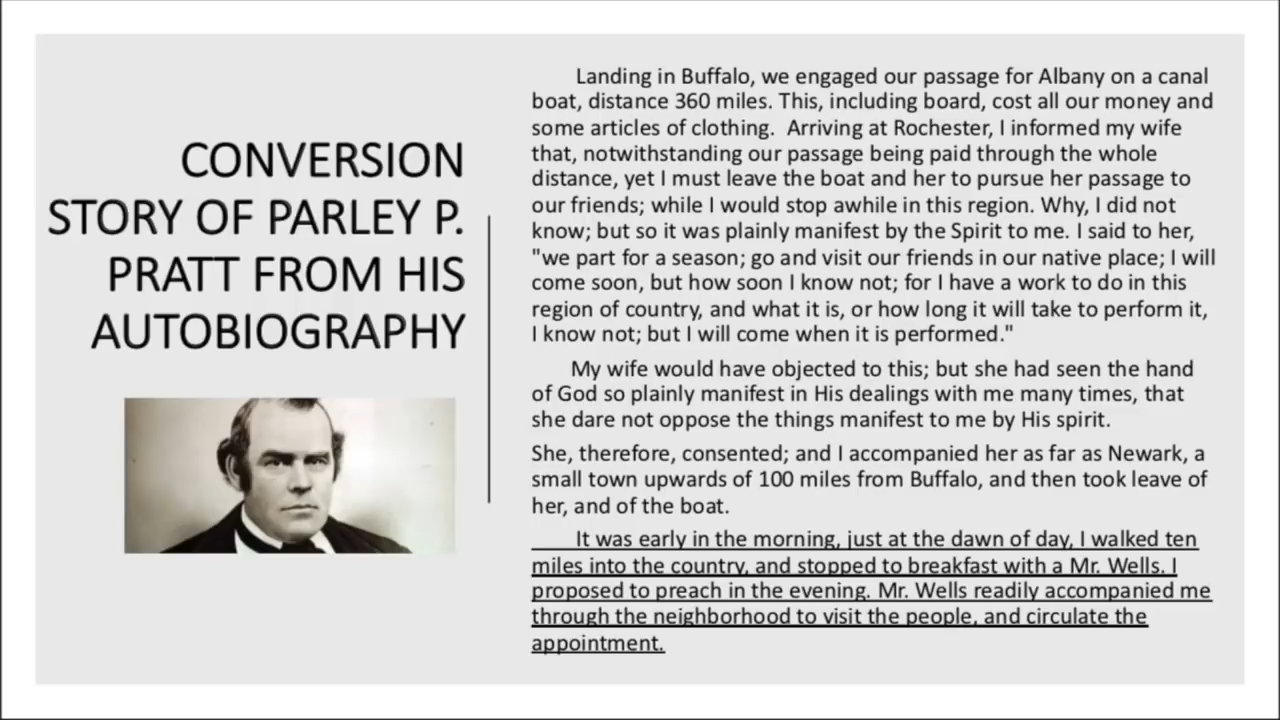 CONVERSION
STORY OF PARLEY P.
PRATT FROM HIS
AUTOBIOGRAPHY
Landing in Buffalo, we engaged our passage for Albany on a canal
boat, distance 360 miles. This, including board, cost all our money and
some articles of clothing.  Arriving at Rochester, I informed my wife
that, notwithstanding our passage being paid through the whole
distance, yet I must leave the boat and her to pursue her passage to
our friends; while I would stop awhile in this region. Why, I did not
know; but so it was plainly manifest by the Spirit to me. I said to her,
"we part for a season; go and visit our friends in our native place; I will
come soon, but how soon I know not; for I have a work to do in this
region of country, and what it is, or how long it will take to perform it,
I know not; but I will come when it is performed."
My wife would have objected to this; but she had seen the hand
of God so plainly manifest in His dealings with me many times, that
she dare not oppose the things manifest to me by His spirit.
She, therefore, consented; and I accompanied her as far as Newark, a
small town upwards of 100 miles from Buffalo, and then took leave of
her, and of the boat.
It was early in the morning, just at the dawn of day, I walked ten
miles into the country, and stopped to breakfast with a Mr. Wells. I
proposed to preach in the evening. Mr. Wells readily accompanied me
through the neighborhood to visit the people, and circulate the
appointment.